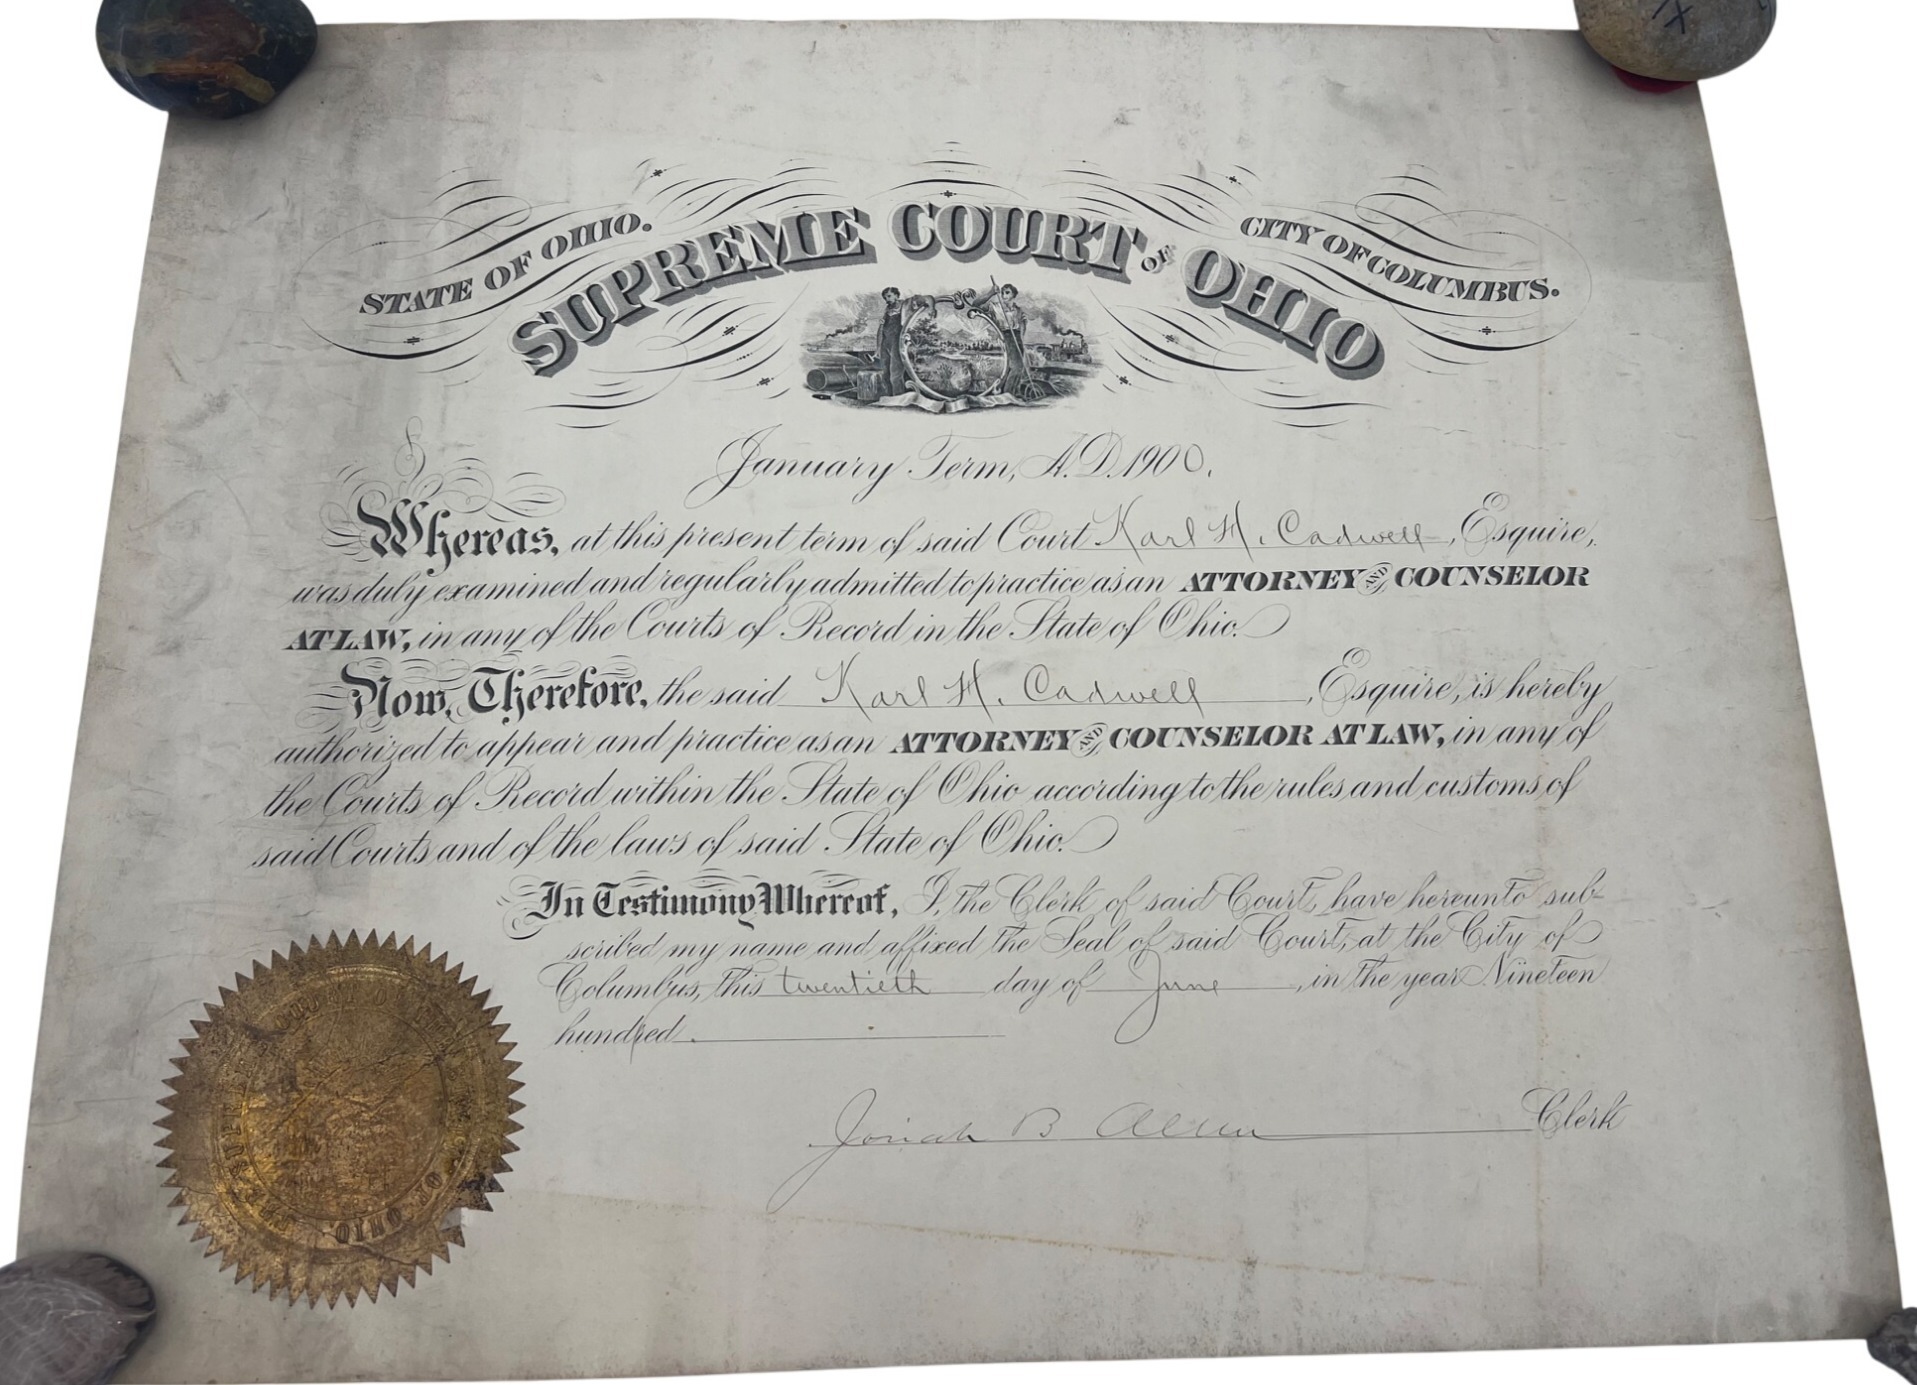 STATE OF OHIO.
SUPREME COURT OF OHIO
CITY OF COLUMBUS.
January Term, A.D. 1900.
Whereas, at this present term of said Court Karl H. Cadwell, Esquire,
was duly examined and regularly admitted to practice as an ATTORNEY AND COUNSELOR
AT LAW, in any of the Courts of Record in the State of Ohio.
Now, Therefore, the said Karl H. Cadwell, Esquire, is hereby
authorized to appear and practice as an ATTORNEY AND COUNSELOR AT LAW, in any of
the Courts of Record within the State of Ohio according to the rules and customs of
said Courts and of the laws of said State of Ohio.
In Testimony Whereof, I, the Clerk of said Court, have hereunto sub-
scribed my name and affixed the Seal of said Court, at the City of
Columbus, this twentieth day of June, in the year Nineteen
hundred.
Josiah B Allen Clerk
OF OHIO.